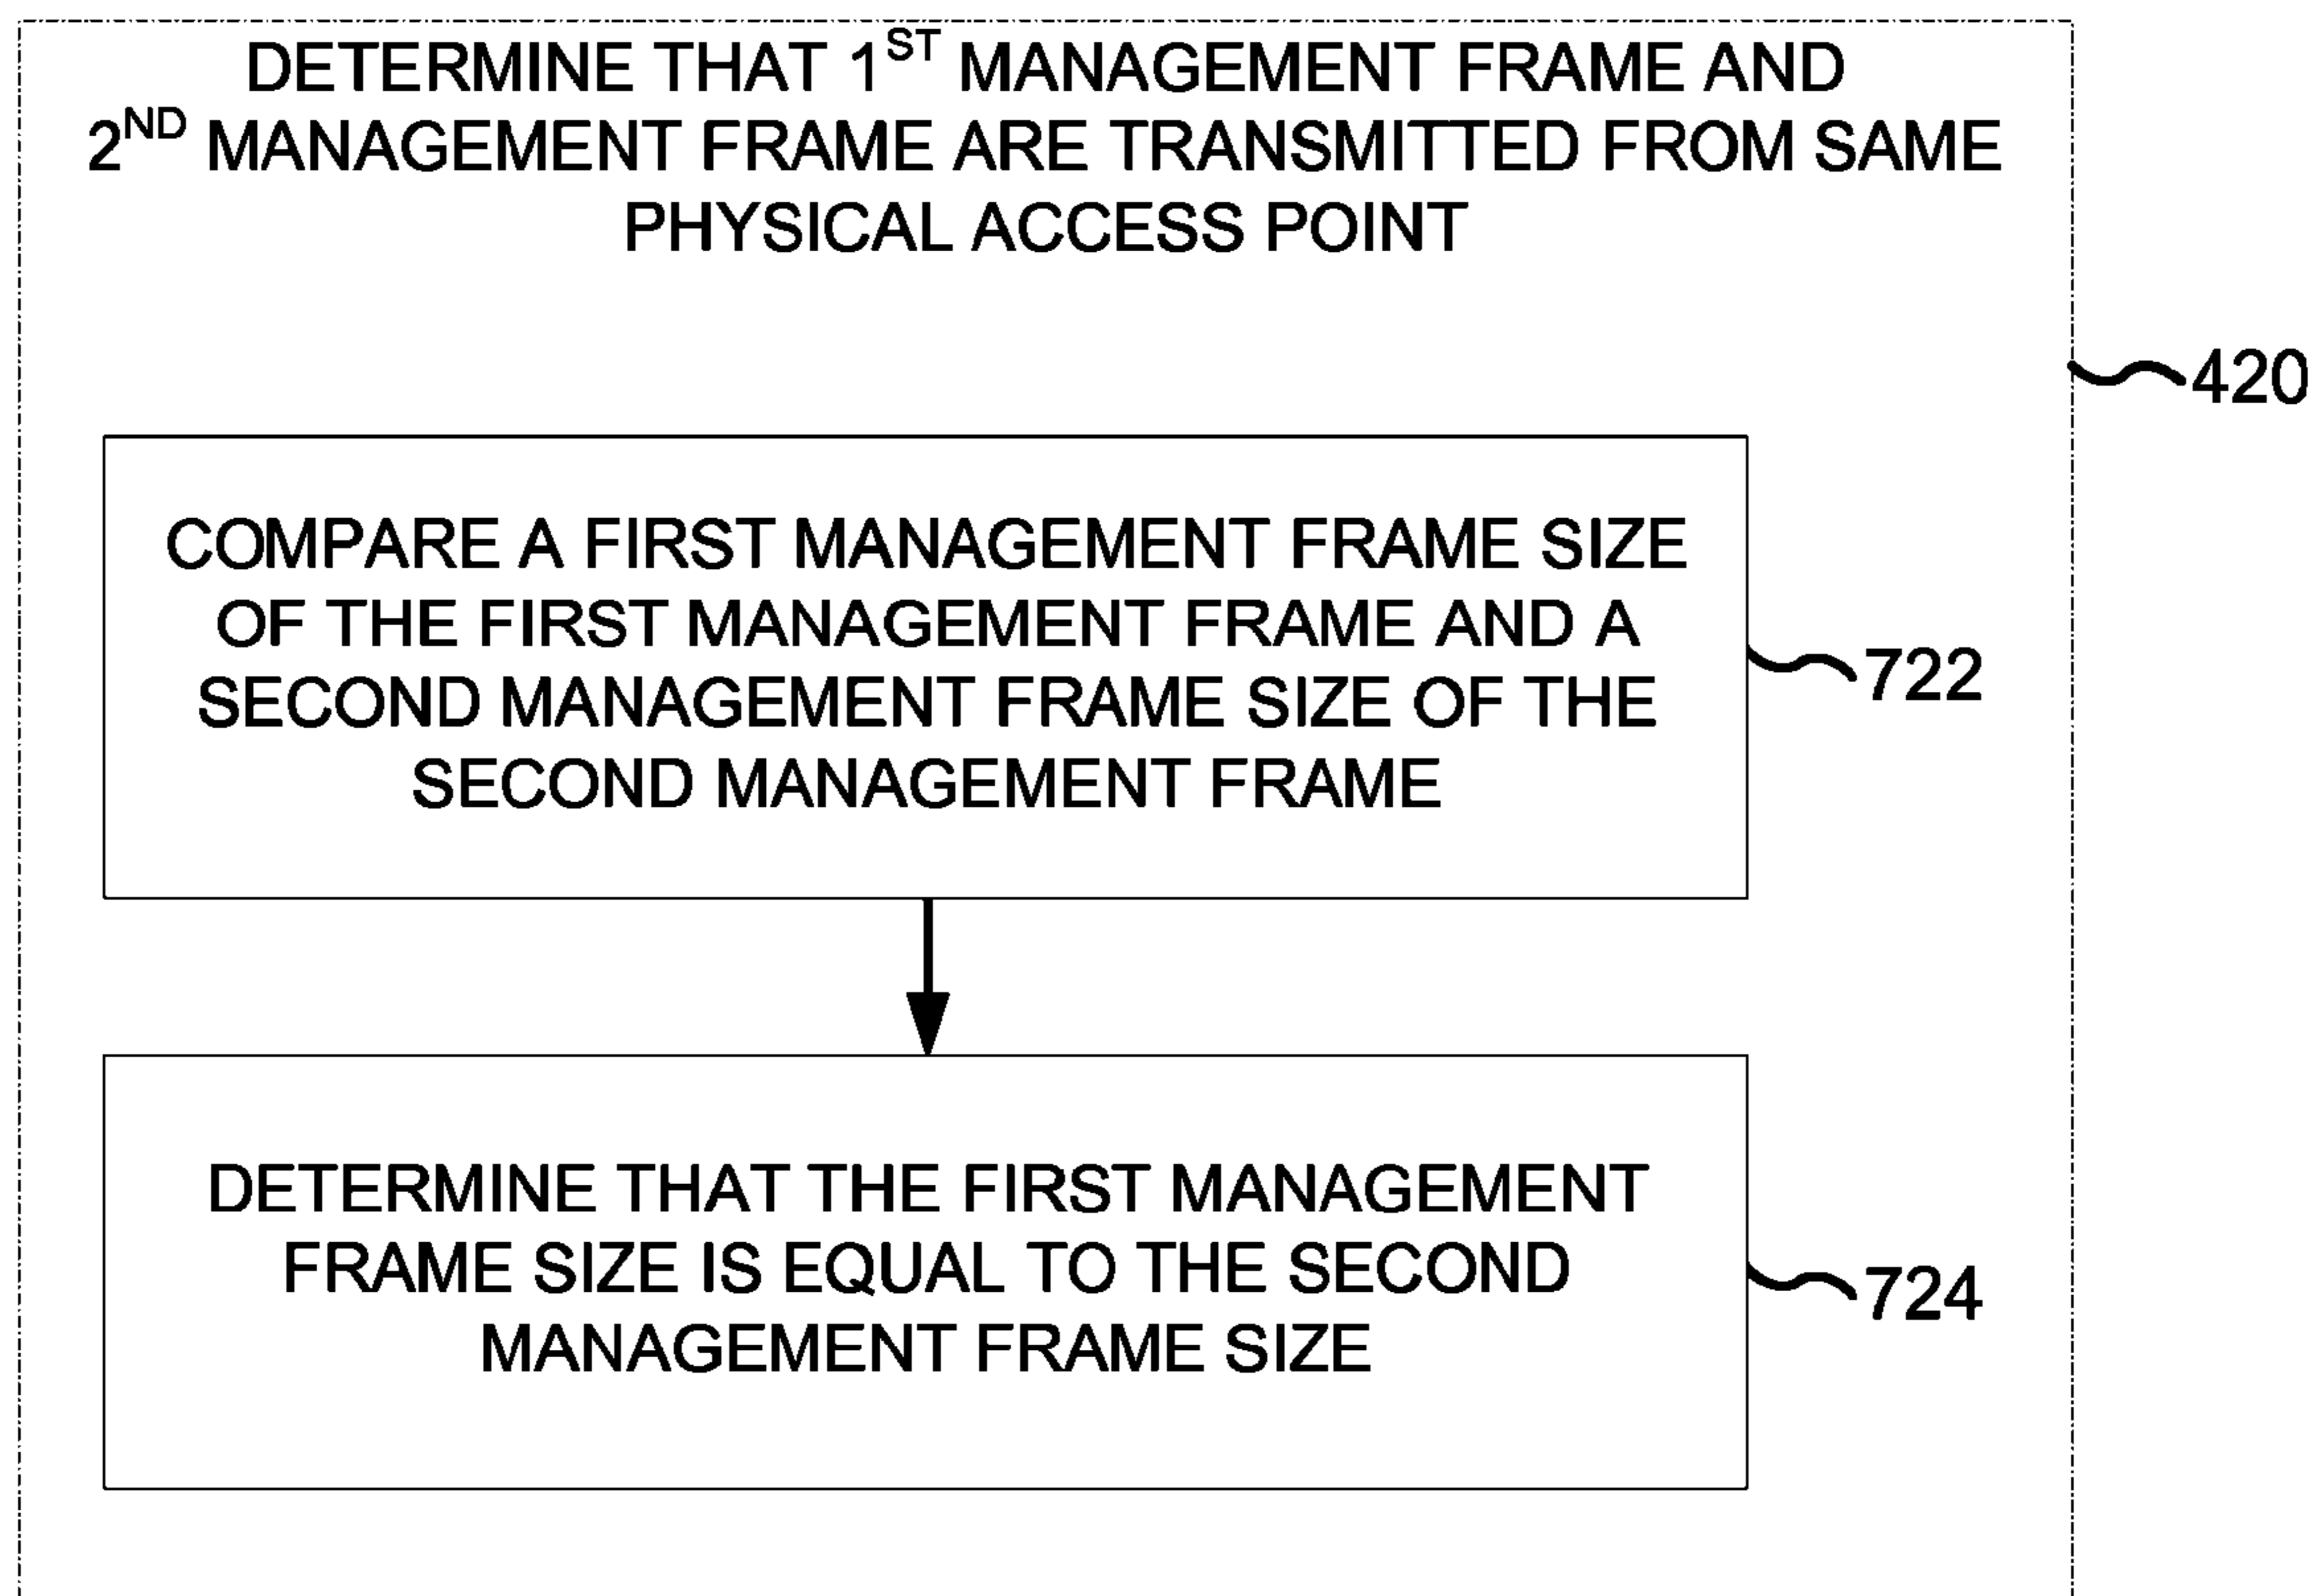 DETERMINE THAT 1ST MANAGEMENT FRAME AND
2ND MANAGEMENT FRAME ARE TRANSMITTED FROM SAME
PHYSICAL ACCESS POINT
420
COMPARE A FIRST MANAGEMENT FRAME SIZE
OF THE FIRST MANAGEMENT FRAME AND A
SECOND MANAGEMENT FRAME SIZE OF THE
SECOND MANAGEMENT FRAME
722
DETERMINE THAT THE FIRST MANAGEMENT
FRAME SIZE IS EQUAL TO THE SECOND
MANAGEMENT FRAME SIZE
724